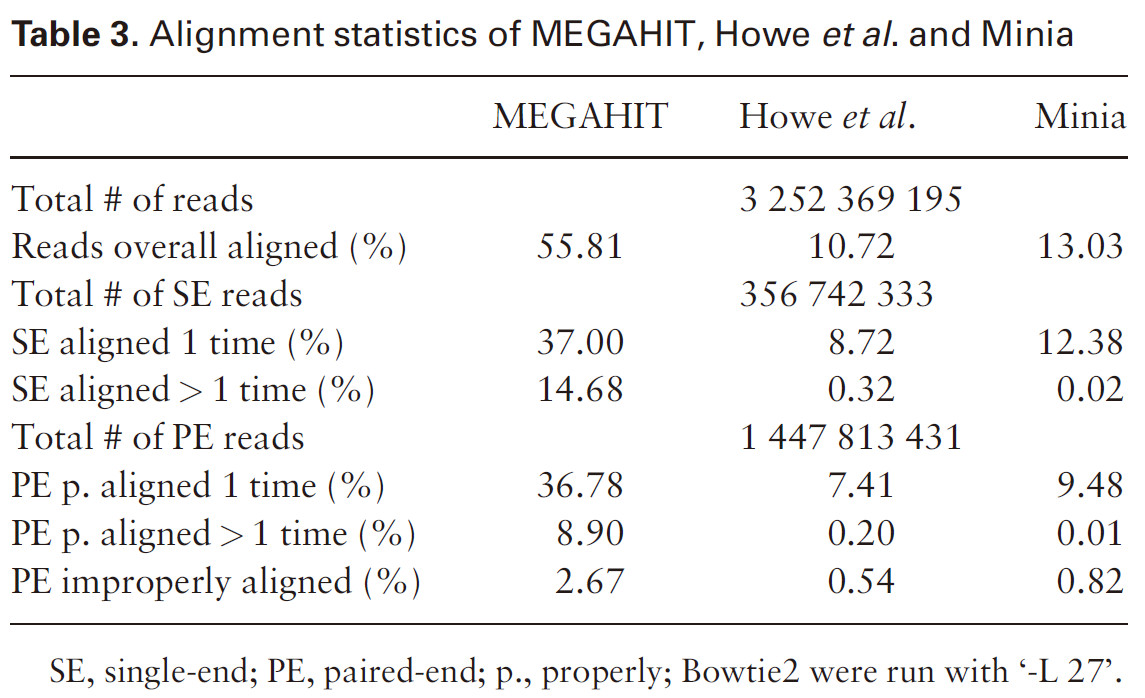 Table 3. Alignment statistics of MEGAHIT, Howe et al. and Minia
MEGAHIT Howe et al. Minia
Total # of reads 3 252 369 195
Reads overall aligned (%) 55.81 10.72 13.03
Total # of SE reads 356 742 333
SE aligned 1 time (%) 37.00 8.72 12.38
SE aligned > 1 time (%) 14.68 0.32 0.02
Total # of PE reads 1 447 813 431
PE p. aligned 1 time (%) 36.78 7.41 9.48
PE p. aligned > 1 time (%) 8.90 0.20 0.01
PE improperly aligned (%) 2.67 0.54 0.82
SE, single-end; PE, paired-end; p., properly; Bowtie2 were run with ‘-L 27’.